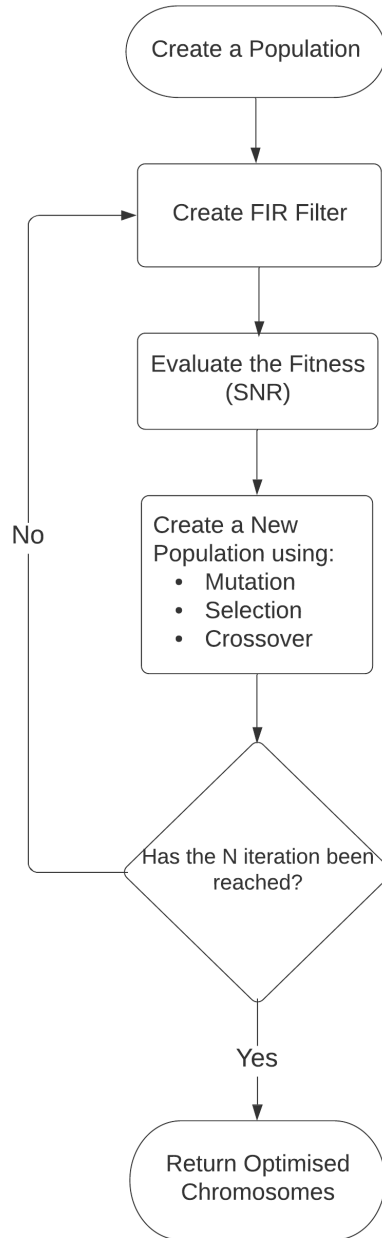 Create a Population
Create FIR Filter
Evaluate the Fitness
(SNR)
No
Create a New
Population using:
• Mutation
• Selection
• Crossover
Has the N iteration been
reached?
Yes
Return Optimised
Chromosomes